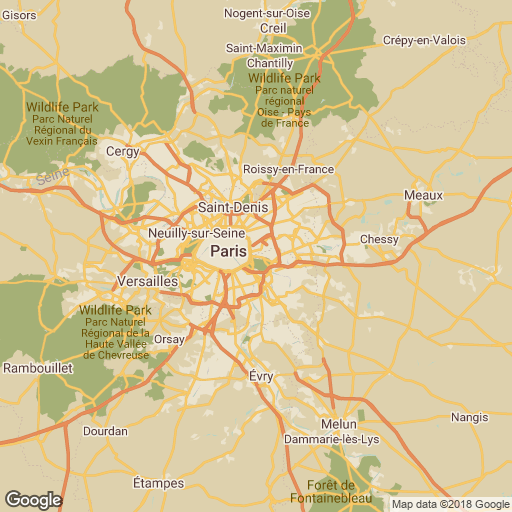 Gisors
Nogent-sur-Oise
Creil
Crépy-en-Valois
Saint-Maximin
Chantilly
Wildlife Park
Parc naturel
régional
Oise - Pays
de France
Wildlife Park
Parc Naturel
Régional du
Vexin Français
Cergy
Seine
Roissy-en-France
Meaux
Saint-Denis
Neuilly-sur-Seine
Chessy
Paris
Versailles
Wildlife Park
Parc Naturel
Régional de la
Haute Vallée
de Chevreuse
Orsay
Rambouillet
Évry
Nangis
Melun
Dammarie-lès-Lys
Dourdan
Étampes
Forêt de
Fontainebleau
Google
Map data ©2018 Google